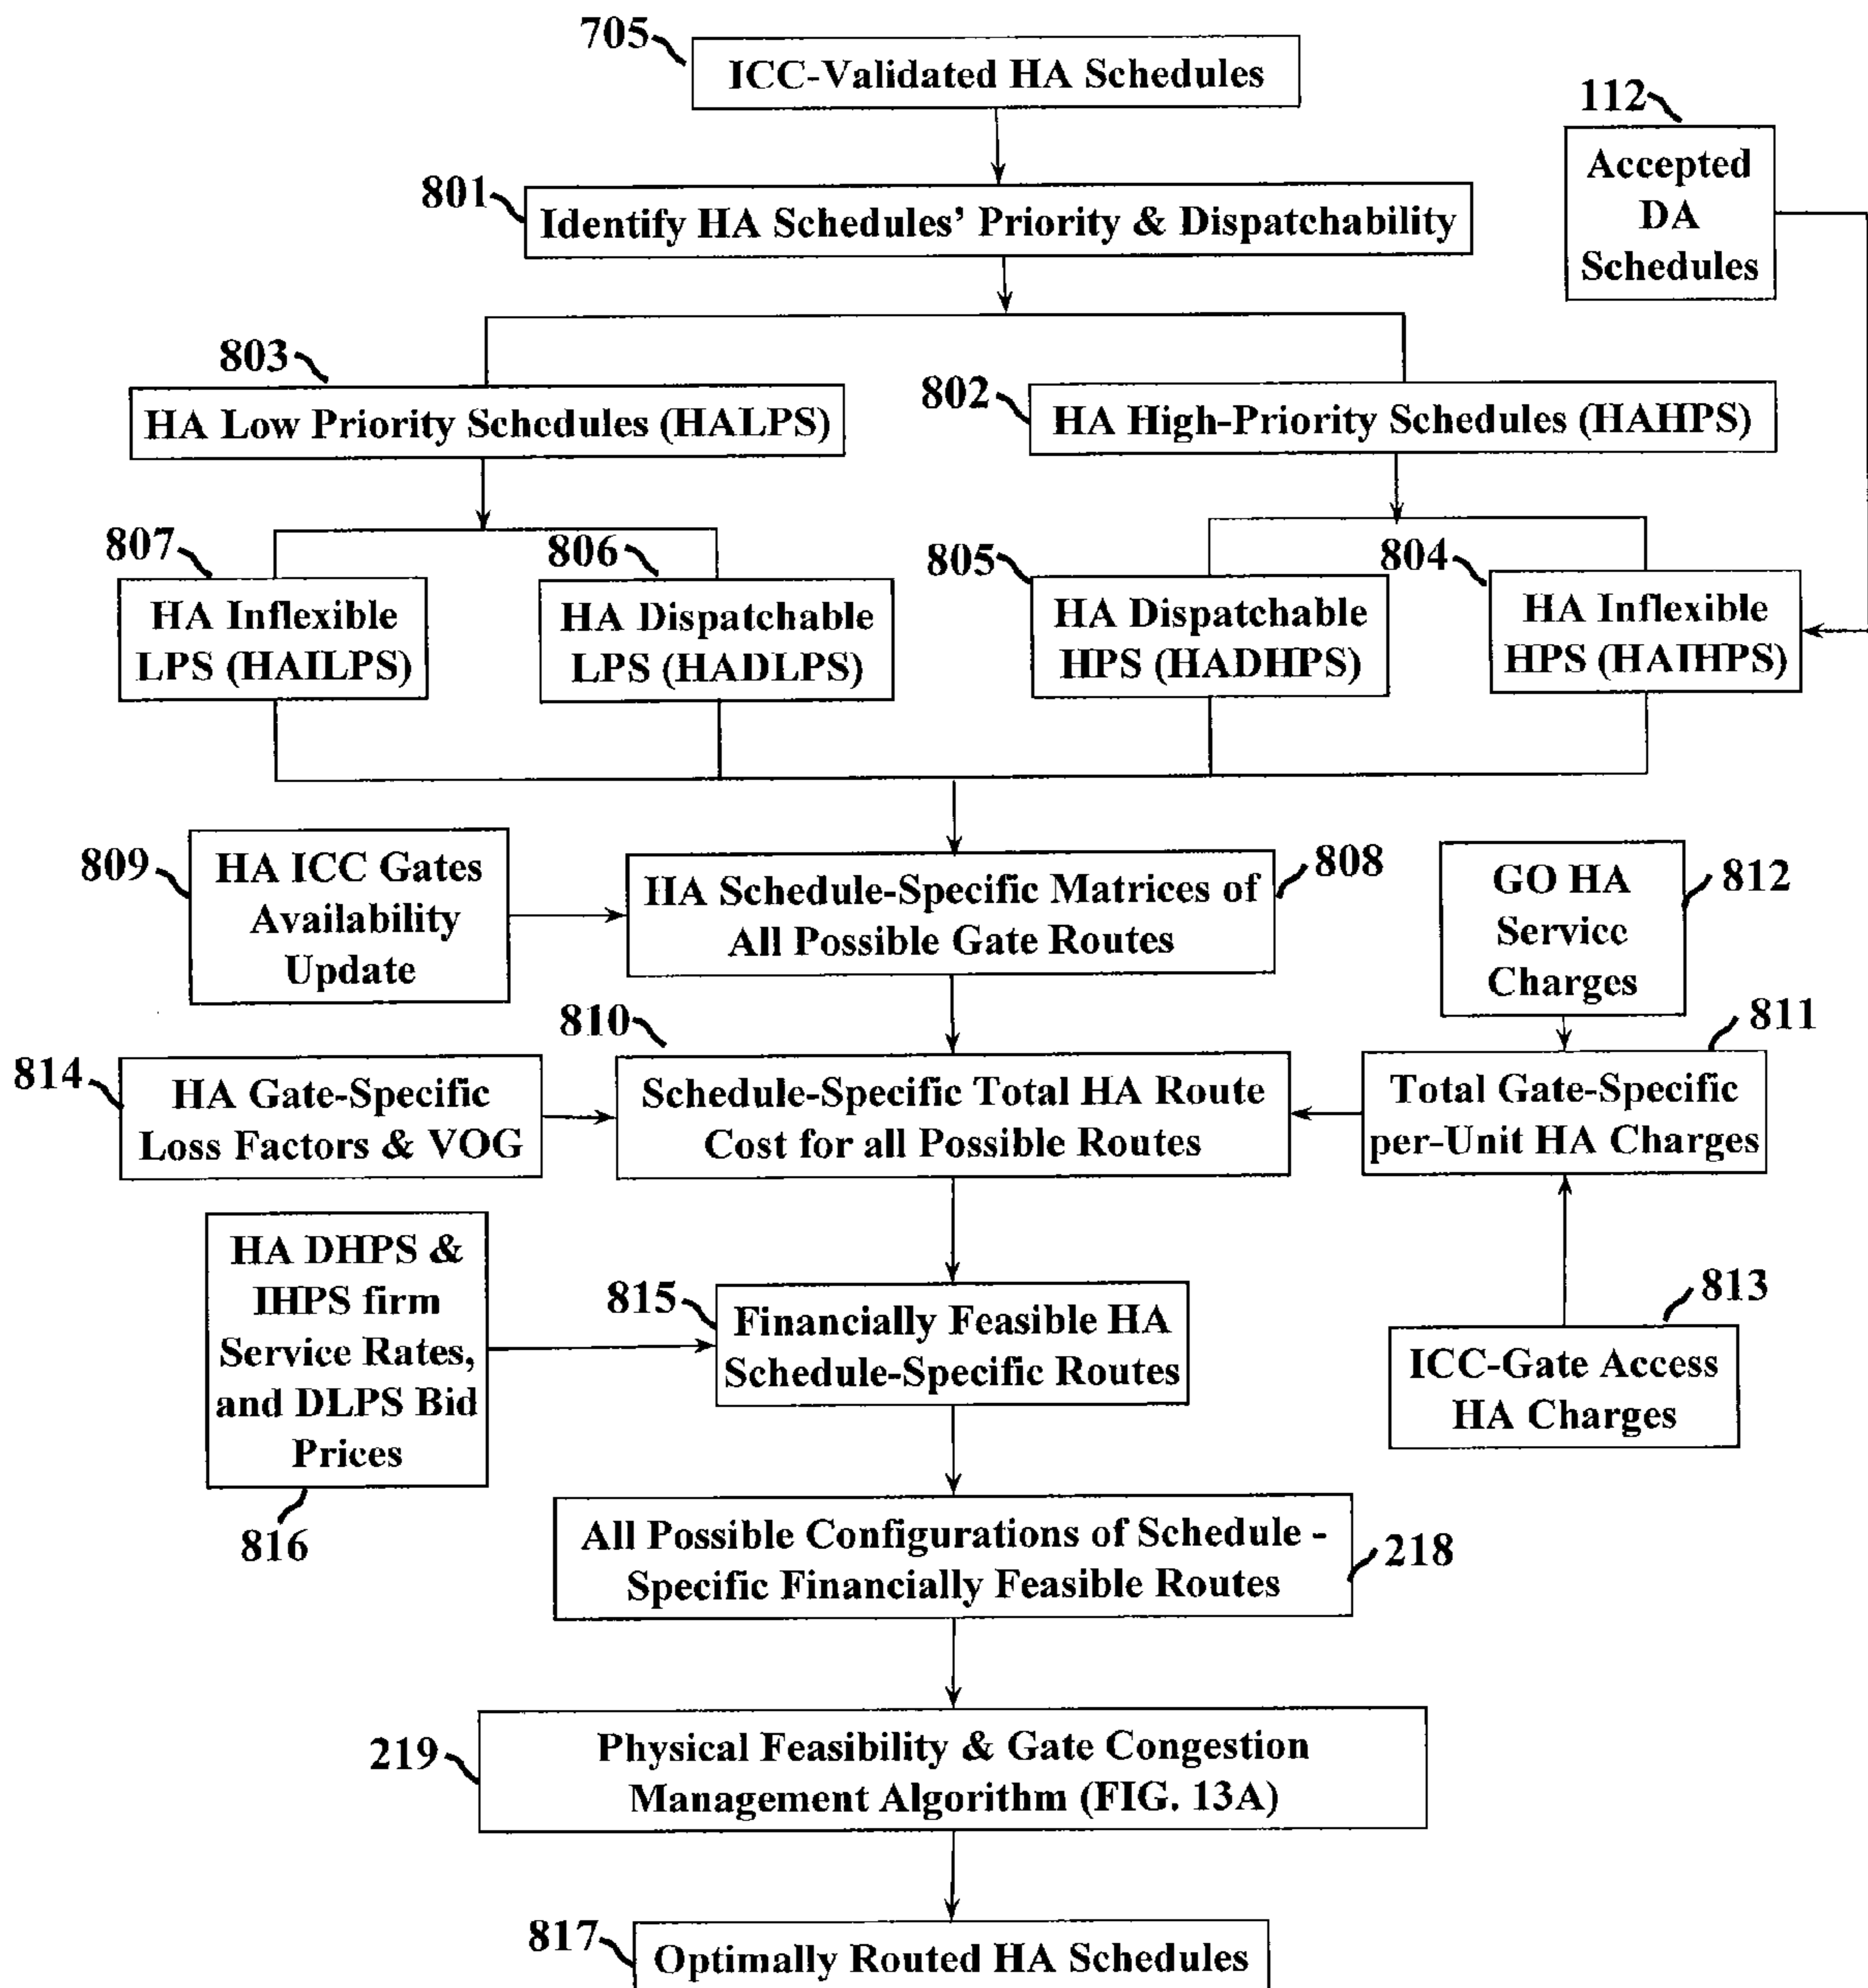 705
ICC-Validated HA Schedules
112
Accepted
DA
Schedules
801
Identify HA Schedules' Priority & Dispatchability
803
HA Low Priority Schedules (HALPS)
802
HA High-Priority Schedules (HAHPS)
807
HA Inflexible
LPS (HAILPS)
806
HA Dispatchable
LPS (HADLPS)
805
HA Dispatchable
HPS (HADHPS)
804
HA Inflexible
HPS (HAIHPS)
809
HA ICC Gates
Availability
Update
HA Schedule-Specific Matrices of
All Possible Gate Routes
808
GO HA
Service
Charges
812
814
HA Gate-Specific
Loss Factors & VOG
810
Schedule-Specific Total HA Route
Cost for all Possible Routes
811
Total Gate-Specific
per-Unit HA Charges
HA DHPS &
IHPS firm
Service Rates,
and DLPS Bid
Prices
816
815
Financially Feasible HA
Schedule-Specific Routes
813
ICC-Gate Access
HA Charges
All Possible Configurations of Schedule -
Specific Financially Feasible Routes
218
219
Physical Feasibility & Gate Congestion
Management Algorithm (FIG. 13A)
817
Optimally Routed HA Schedules